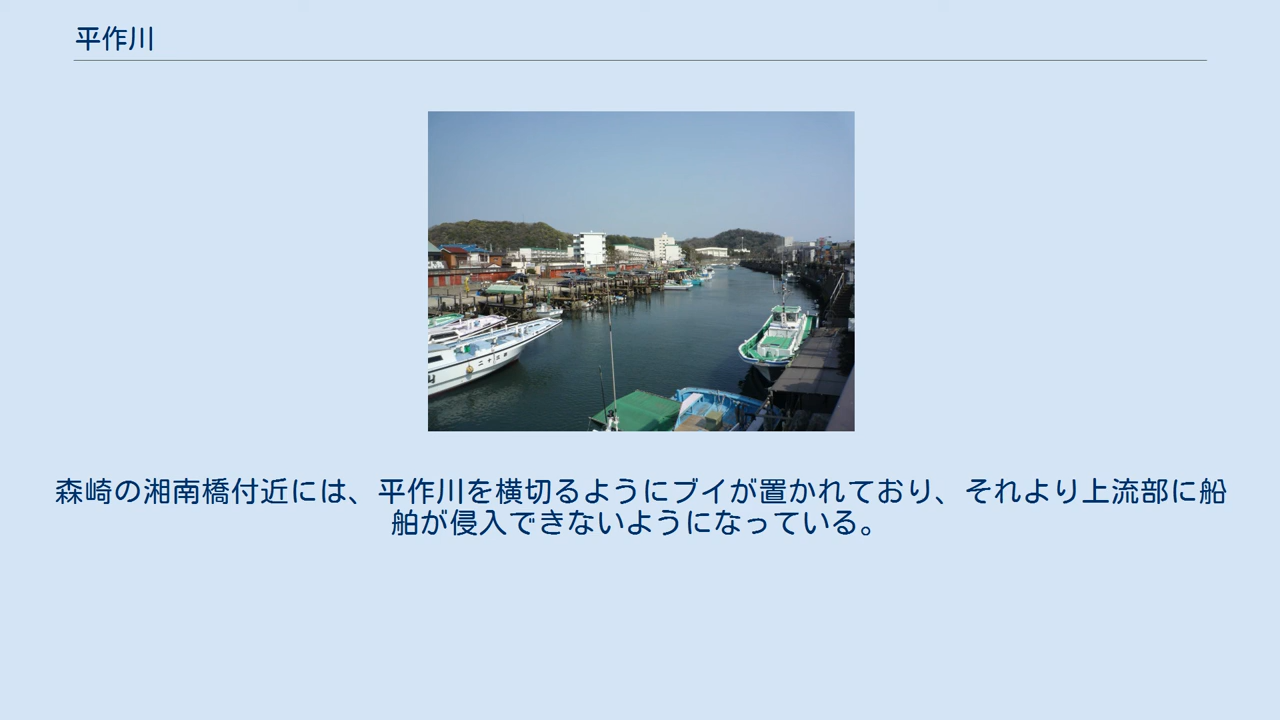 平作川
森崎の湘南橋付近には、平作川を横切るようにブイが置かれており、それより上流部に船
舶が侵入できないようになっている。